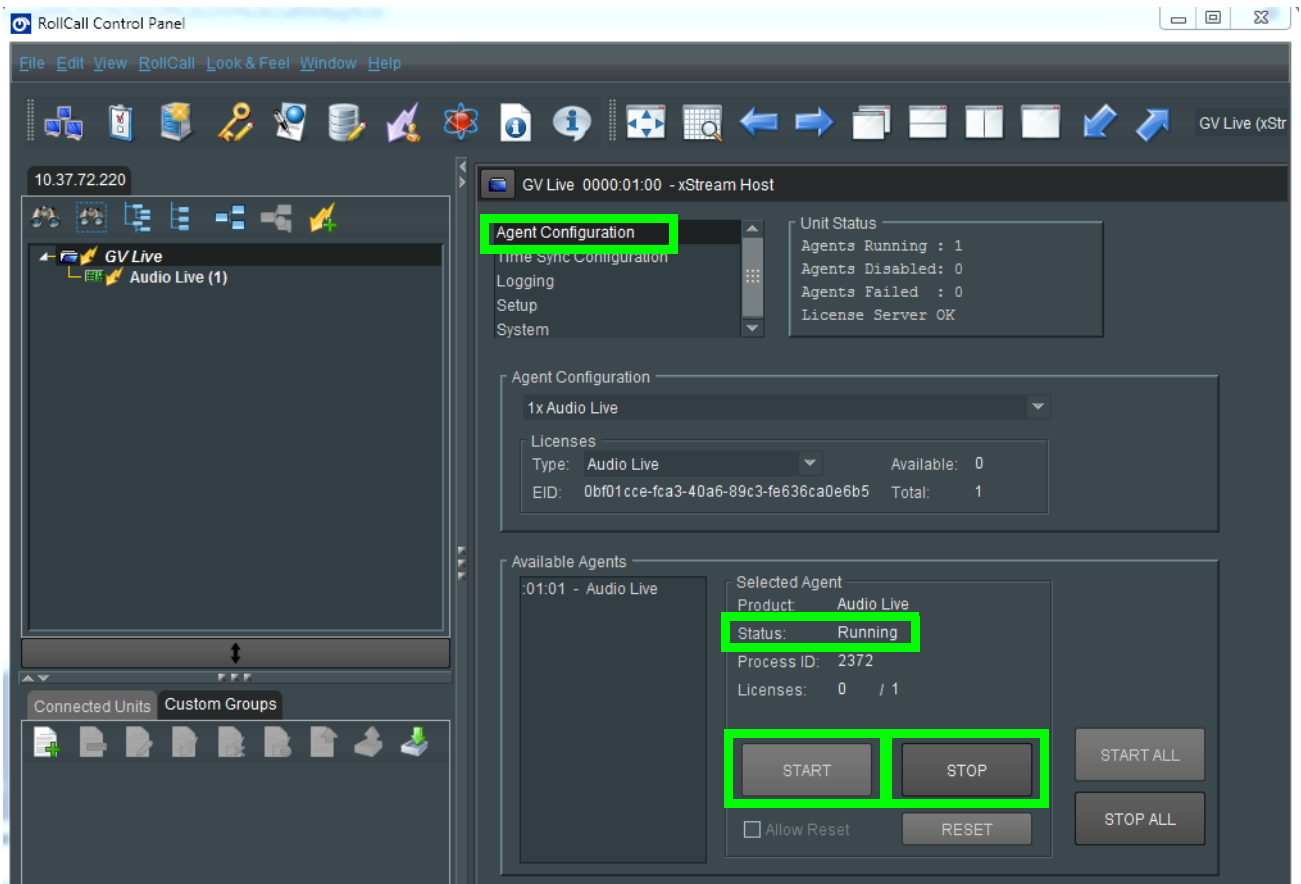 RollCall Control Panel
File Edit View RollCall Look & Feel Window Help
GV Live (xStr
10.37.72.220
GV Live
Audio Live (1)
Connected Units Custom Groups
GV Live 0000:01:00 - xStream Host
Agent Configuration
Time Sync Configuration
Logging
Setup
System
Unit Status
Agents Running : 1
Agents Disabled: 0
Agents Failed : 0
License Server OK
Agent Configuration
1x Audio Live
Licenses
Type: Audio Live Available: 0
EID: 0bf01cce-fca3-40a6-89c3-fe636ca0e6b5 Total: 1
Available Agents
:01:01 - Audio Live
Selected Agent
Product: Audio Live
Status: Running
Process ID: 2372
Licenses: 0 / 1
START STOP
Allow Reset RESET
START ALL
STOP ALL